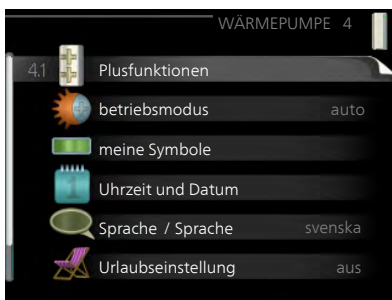 WÄRMEPUMPE 4
4.1 Plusfunktionen
betriebsmodus auto
meine Symbole
Uhrzeit und Datum
Sprache / Sprache svenska
Urlaubseinstellung aus